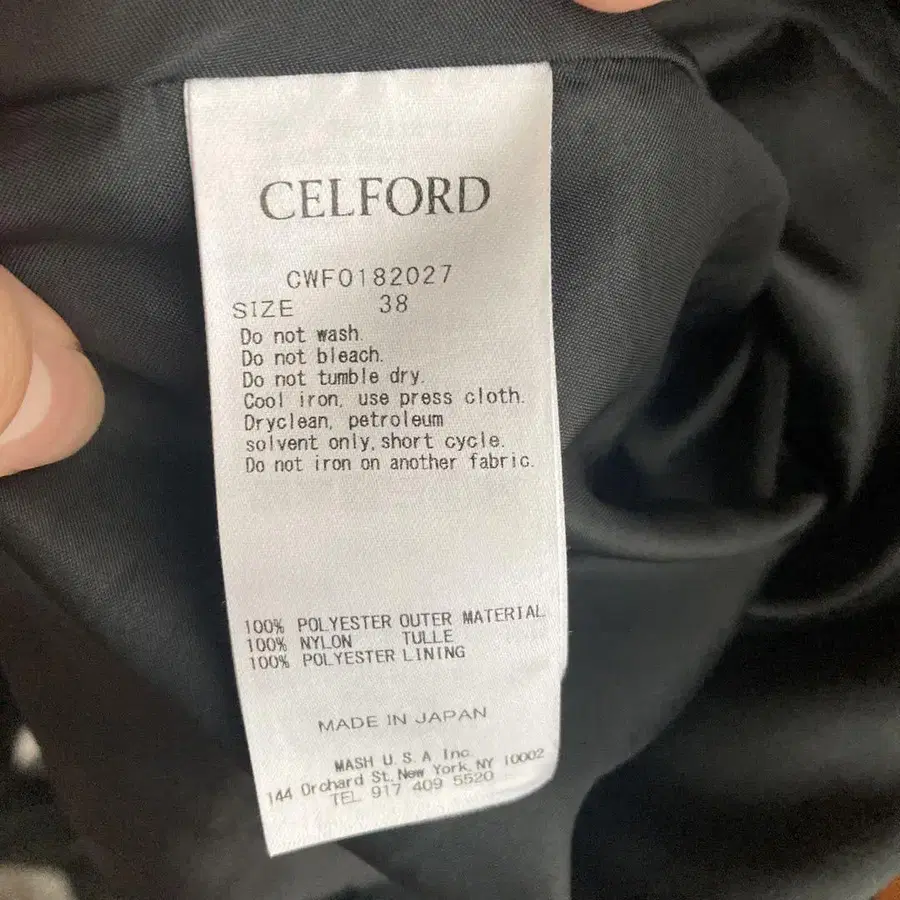 CELFORD
CWFO182027
SIZE 38
Do not wash.
Do not bleach.
Do not tumble dry.
Cool iron, use press cloth.
Dryclean, petroleum
solvent only, short cycle.
Do not iron on another fabric.
100% POLYESTER OUTER MATERIAL
100% NYLON TULLE
100% POLYESTER LINING
MADE IN JAPAN
MASH U.S.A Inc.
144 Orchard St. New York, NY 10002
TEL 917 409 5520